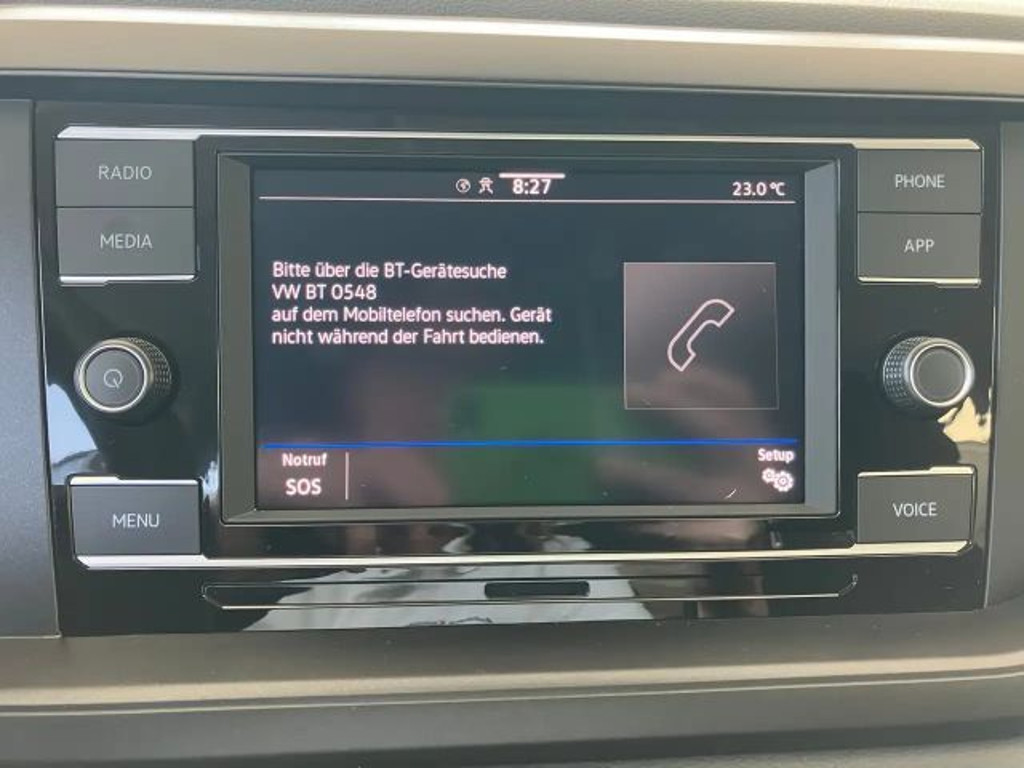 RADIO
MEDIA
MENU
8:27
23.0 °C
Bitte über die BT-Gerätesuche
VW BT 0548
auf dem Mobiltelefon suchen. Gerät
nicht während der Fahrt bedienen.
Notruf
SOS
Setup
PHONE
APP
VOICE